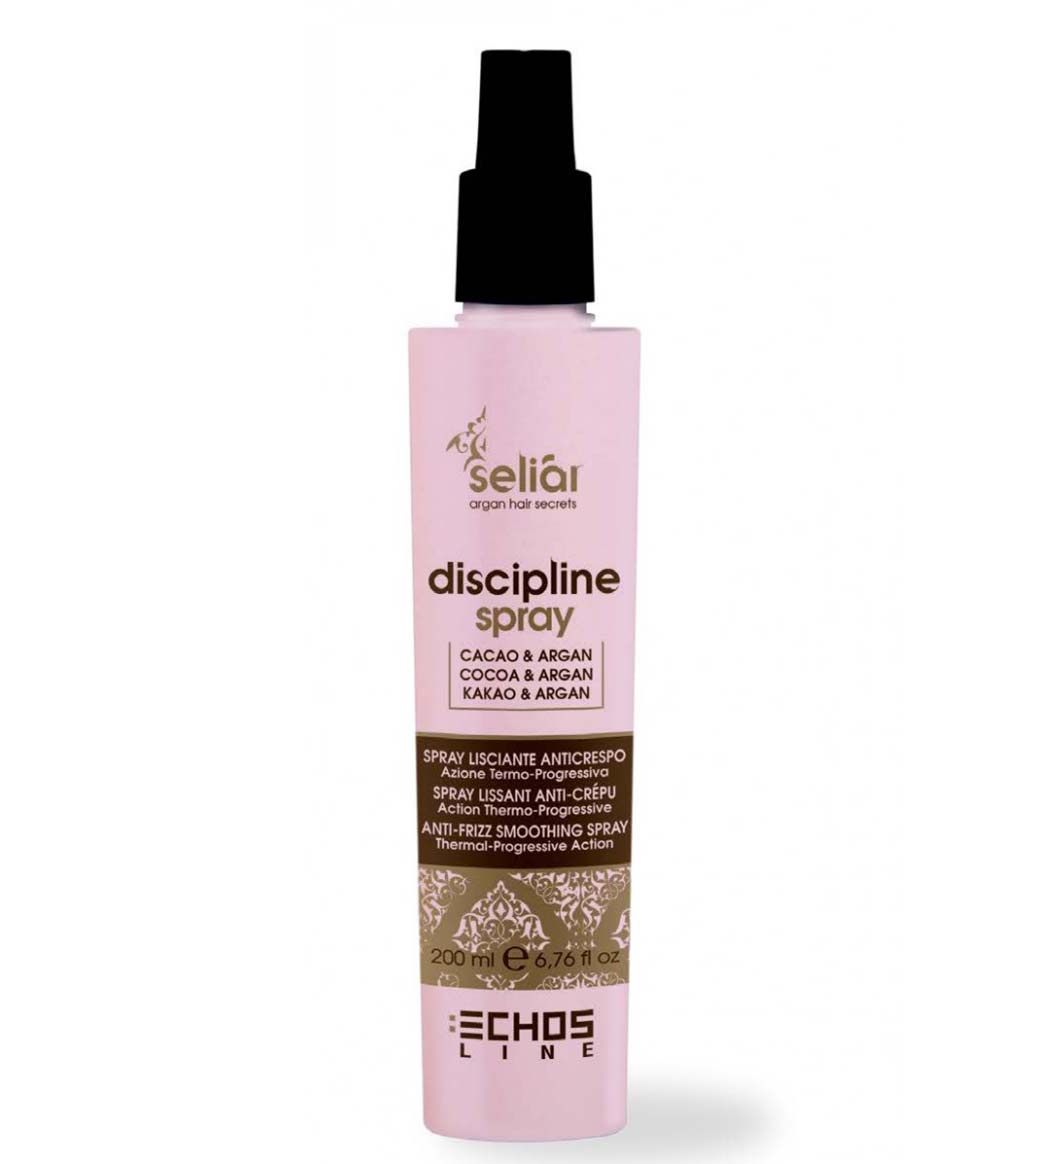 seliár
argan hair secrets
discipline
spray
CACAO & ARGAN
COCOA & ARGAN
KAKAO & ARGAN
SPRAY LISCIANTE ANTICRESPO
Azione Termo-Progressiva
SPRAY LISSANT ANTI-CRÉPU
Action Thermo-Progressive
ANTI-FRIZZ SMOOTHING SPRAY
Thermal-Progressive Action
200 ml e 6,76 fl oz
ECHOS
LINE